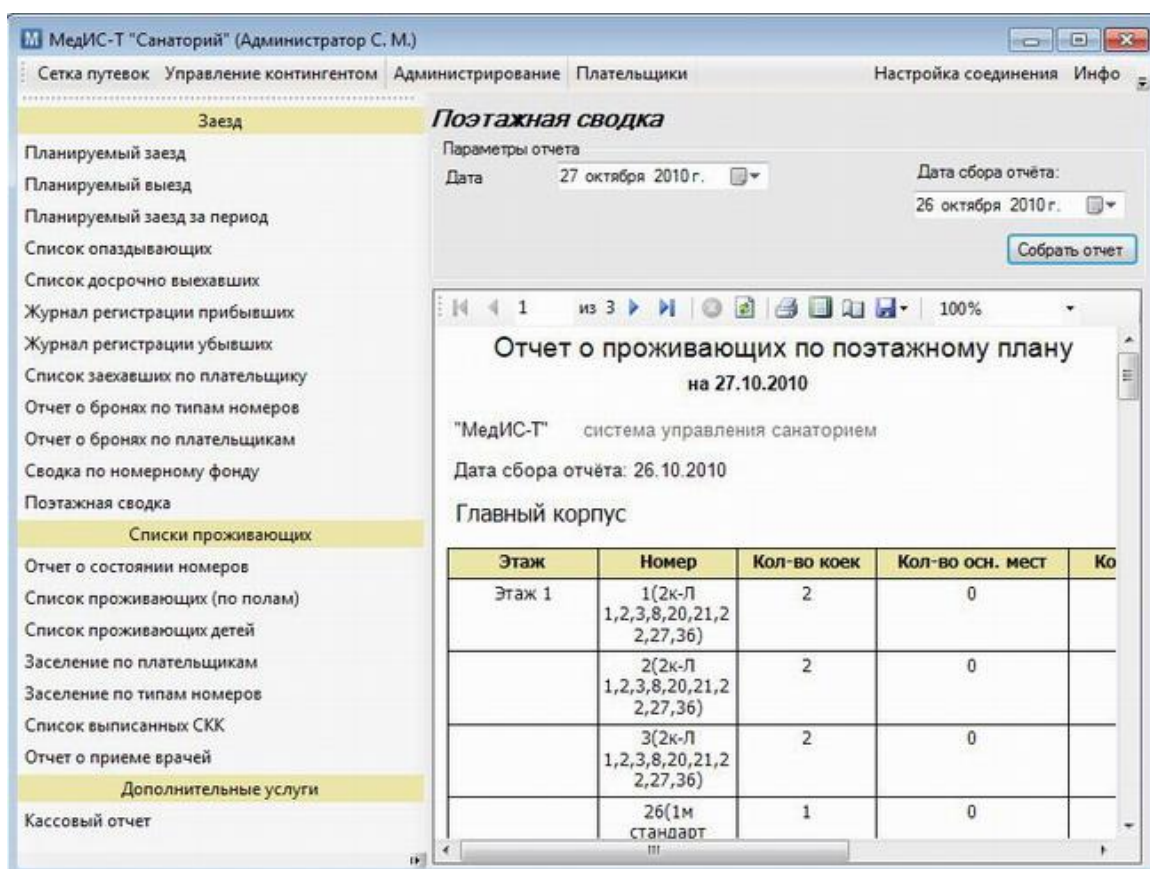 МедИС-Т "Санаторий" (Администратор С. М.)
Сетка путевок Управление контингентом Администрирование Плательщики Настройка соединения Инфо
Заезд
Планируемый заезд
Планируемый выезд
Планируемый заезд за период
Список опаздывающих
Список досрочно выехавших
Журнал регистрации прибывших
Журнал регистрации убывших
Список заехавших по плательщику
Отчет о бронях по типам номеров
Отчет о бронях по плательщикам
Сводка по номерному фонду
Поэтажная сводка
Списки проживающих
Отчет о состоянии номеров
Список проживающих (по полам)
Список проживающих детей
Заселение по плательщикам
Заселение по типам номеров
Список выписанных СКК
Отчет о приеме врачей
Дополнительные услуги
Кассовый отчет
Поэтажная сводка
Параметры отчета
Дата 27 октября 2010 г.
Дата сбора отчёта:
26 октября 2010 г.
Собрать отчет
1 из 3 100%
Отчет о проживающих по поэтажному плану
на 27.10.2010
"МедИС-Т" система управления санаторием
Дата сбора отчёта: 26.10.2010
Главный корпус
Этаж Номер Кол-во коек Кол-во осн. мест Ко
Этаж 1 1(2к-Л 2 0
1,2,3,8,20,21,2
2,27,36)
2(2к-Л 2 0
1,2,3,8,20,21,2
2,27,36)
3(2к-Л 2 0
1,2,3,8,20,21,2
2,27,36)
26(1м 1 0
стандарт